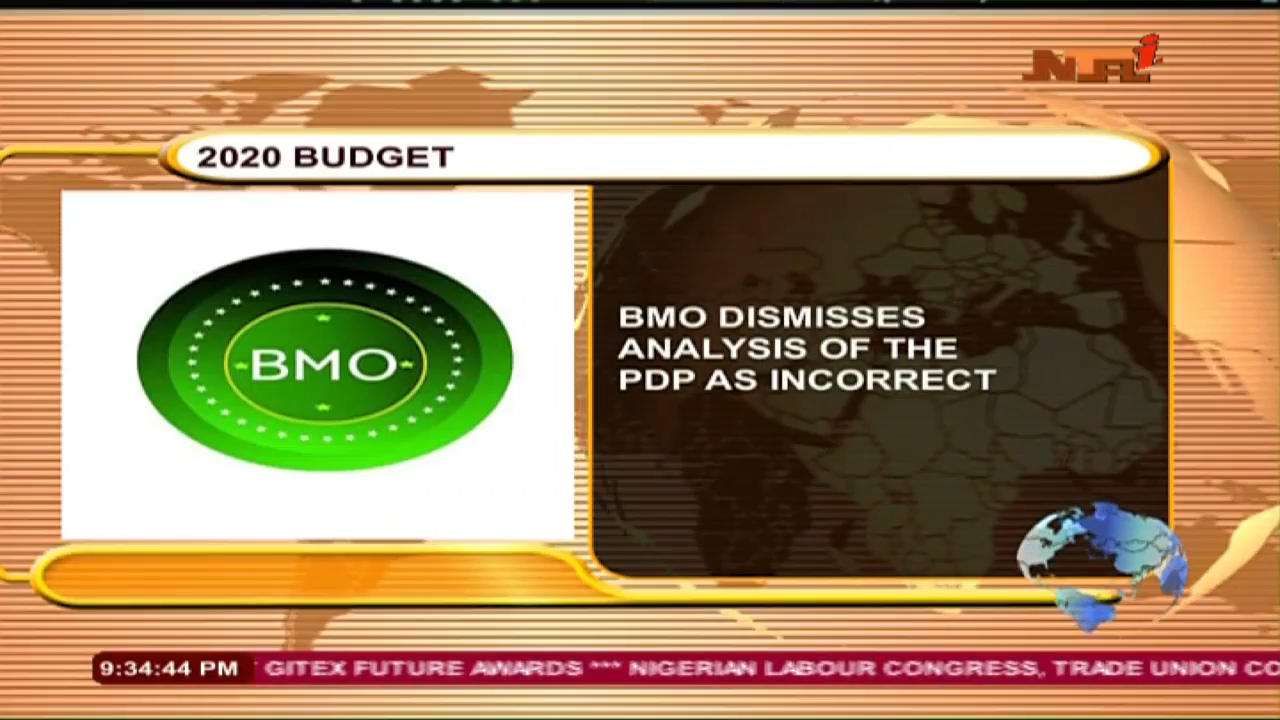 NTAi
2020 BUDGET
BMO
BMO DISMISSES
ANALYSIS OF THE
PDP AS INCORRECT
9:34:44 PM
GITEX FUTURE AWARDS *** NIGERIAN LABOUR CONGRESS, TRADE UNION CO